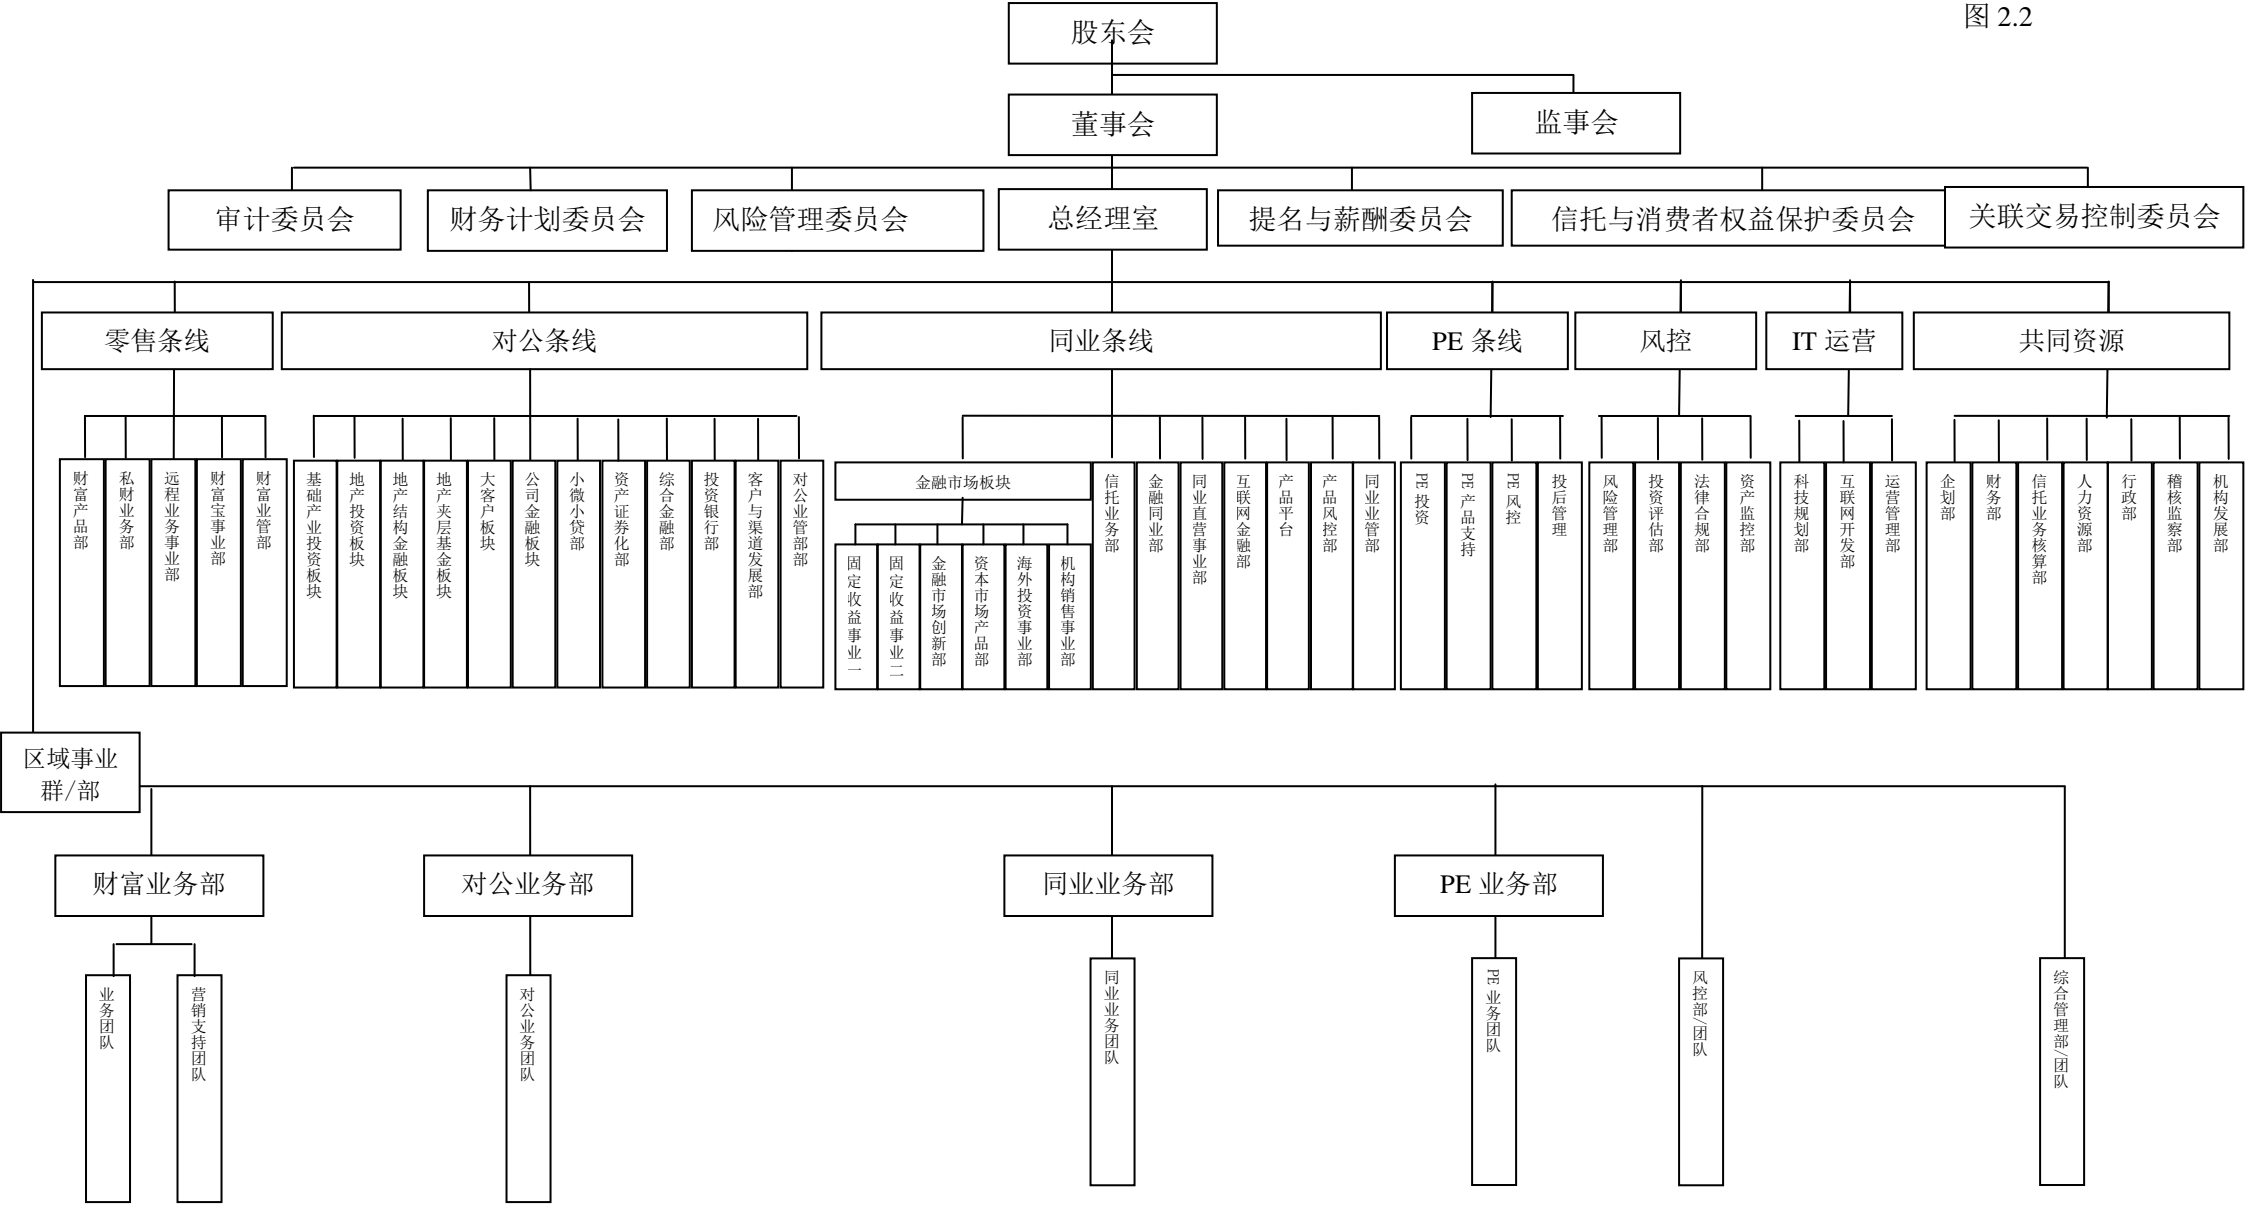 图 2.2
股东会
董事会
监事会
审计委员会
财务计划委员会
风险管理委员会
总经理室
提名与薪酬委员会
信托与消费者权益保护委员会
关联交易控制委员会
零售条线
对公条线
同业条线
PE 条线
风控
IT 运营
共同资源
财富产品部
私财业务部
远程业务事业部
财富宝事业部
财富业管部
基础产业投资板块
地产投资板块
地产结构金融板块
地产夹层基金板块
大客户板块
公司金融板块
小微小贷部
资产证券化部
综合金融部
投资银行部
客户与渠道发展部
对公业管部部
金融市场板块
固定收益事业一
固定收益事业二
金融市场创新部
资本市场产品部
海外投资事业部
机构销售事业部
信托业务部
金融同业部
同业直营事业部
互联网金融部
产品平台
产品风控部
同业业管部
PE 投资
PE 产品支持
PE 风控
投后管理
风险管理部
投资评估部
法律合规部
资产监控部
科技规划部
互联网开发部
运营管理部
企划部
财务部
信托业务核算部
人力资源部
行政部
稽核监察部
机构发展部
区域事业
群/部
财富业务部
对公业务部
同业业务部
PE 业务部
业务团队
营销支持团队
对公业务团队
同业业务团队
PE 业务团队
风控部/团队
综合管理部/团队